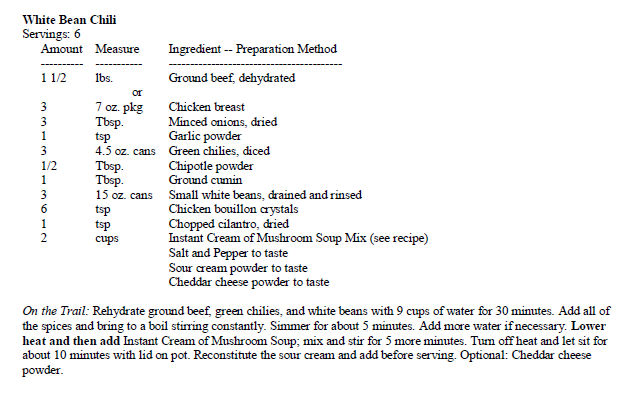 White Bean Chili
Servings: 6
Amount Measure Ingredient -- Preparation Method
---------- ----------- -----------------------------------------
1 1/2 lbs. Ground beef, dehydrated
or
3 7 oz. pkg Chicken breast
3 Tbsp. Minced onions, dried
1 tsp Garlic powder
3 4.5 oz. cans Green chilies, diced
1/2 Tbsp. Chipotle powder
1 Tbsp. Ground cumin
3 15 oz. cans Small white beans, drained and rinsed
6 tsp Chicken bouillon crystals
1 tsp Chopped cilantro, dried
2 cups Instant Cream of Mushroom Soup Mix (see recipe)
Salt and Pepper to taste
Sour cream powder to taste
Cheddar cheese powder to taste
On the Trail: Rehydrate ground beef, green chilies, and white beans with 9 cups of water for 30 minutes. Add all of
the spices and bring to a boil stirring constantly. Simmer for about 5 minutes. Add more water if necessary. Lower
heat and then add Instant Cream of Mushroom Soup; mix and stir for 5 more minutes. Turn off heat and let sit for
about 10 minutes with lid on pot. Reconstitute the sour cream and add before serving. Optional: Cheddar cheese
powder.